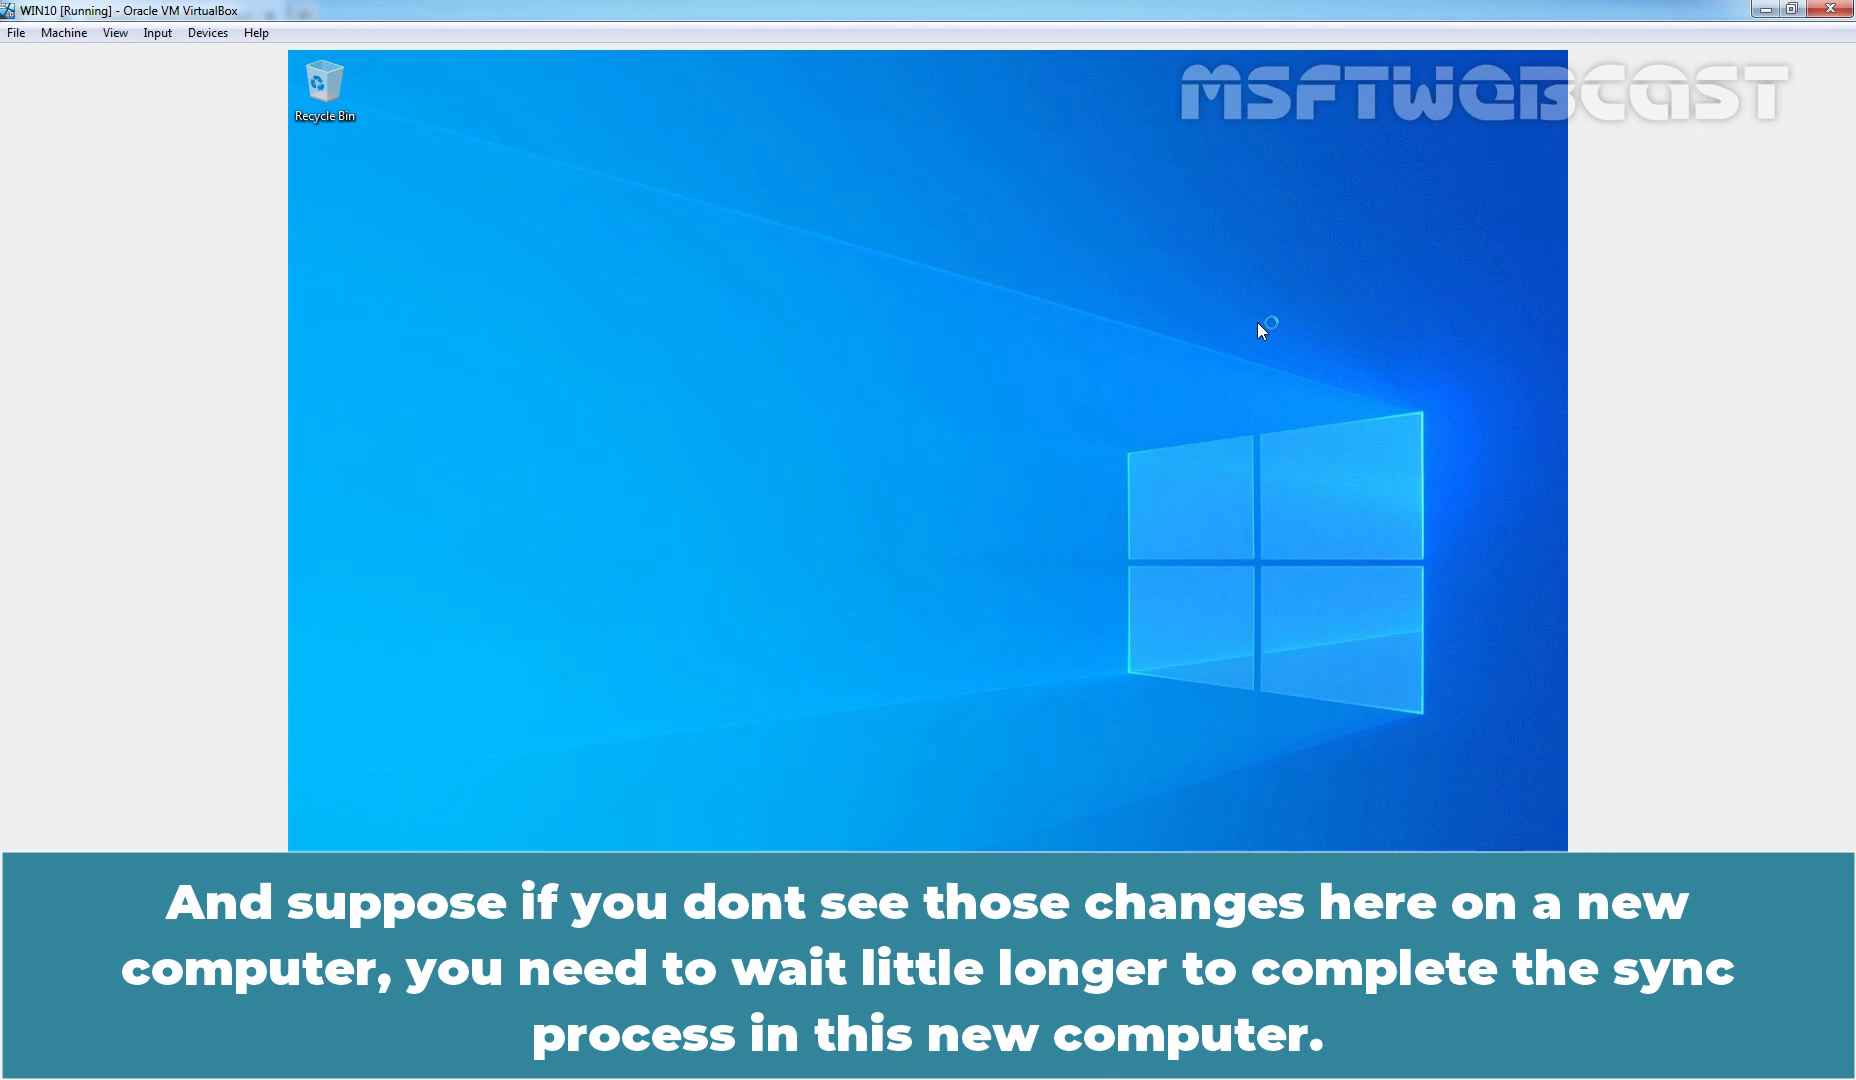 WIN10 [Running] - Oracle VM VirtualBox
File Machine View Input Devices Help
Recycle Bin
MSFTWEBCAST
And suppose if you dont see those changes here on a new
computer, you need to wait little longer to complete the sync
process in this new computer.